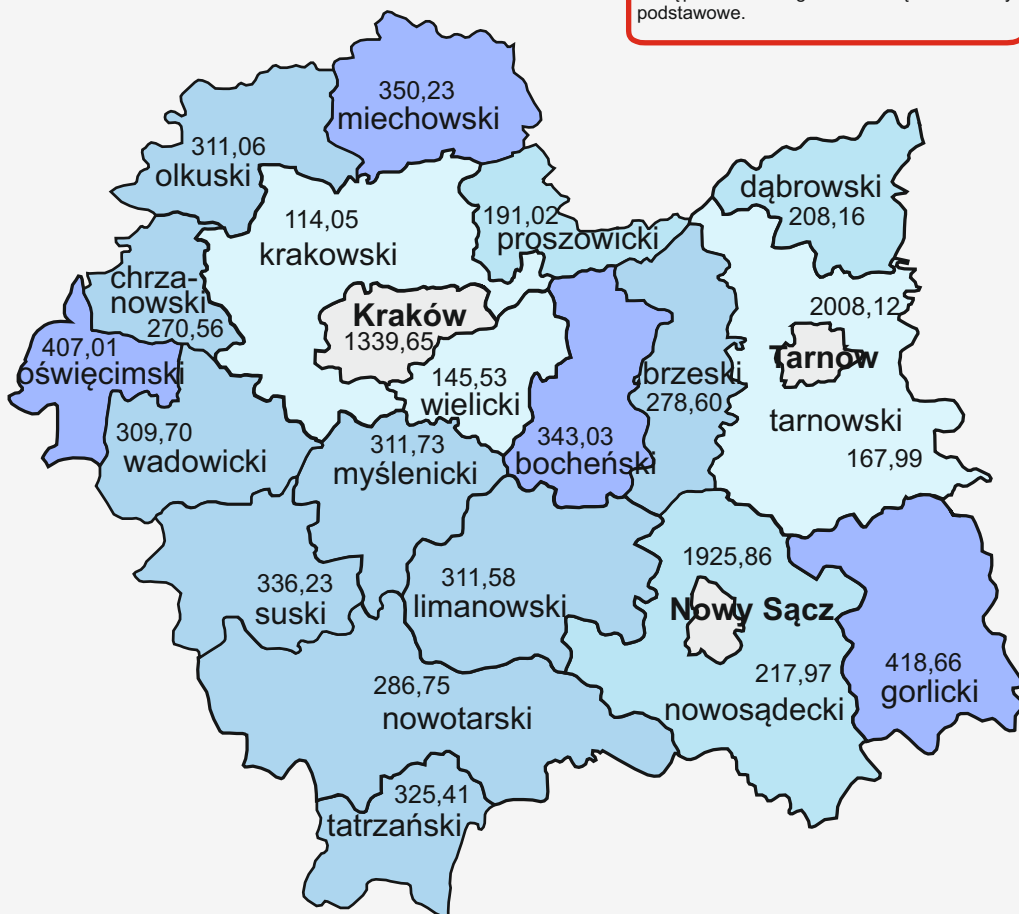 podstawowe.
350,23
miechowski
311,06
olkuski
dąbrowski
208,16
114,05
krakowski
191,02
proszowicki
chrza-
nowski
270,56
Kraków
1339,65
2008,12
Tarnów
407,01
oświęcimski
145,53
wielicki
brzeski
278,60
tarnowski
167,99
309,70
wadowicki
311,73
myślenicki
343,03
bocheński
336,23
suski
311,58
limanowski
1925,86
Nowy Sącz
217,97
nowosądecki
418,66
gorlicki
286,75
nowotarski
325,41
tatrzański